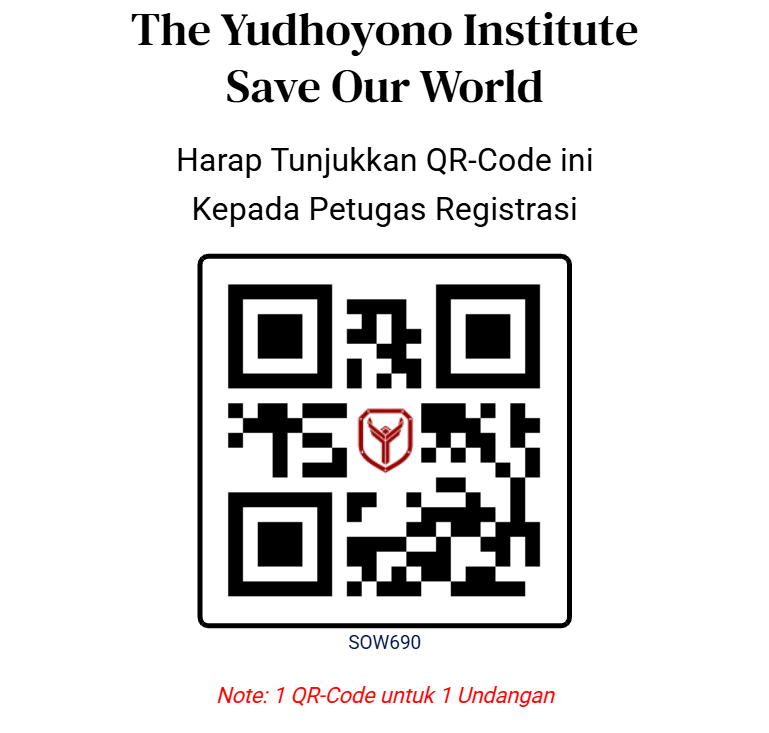 The Yudhoyono Institute
Save Our World
Harap Tunjukkan QR-Code ini
Kepada Petugas Registrasi
SOW690
Note: 1 QR-Code untuk 1 Undangan